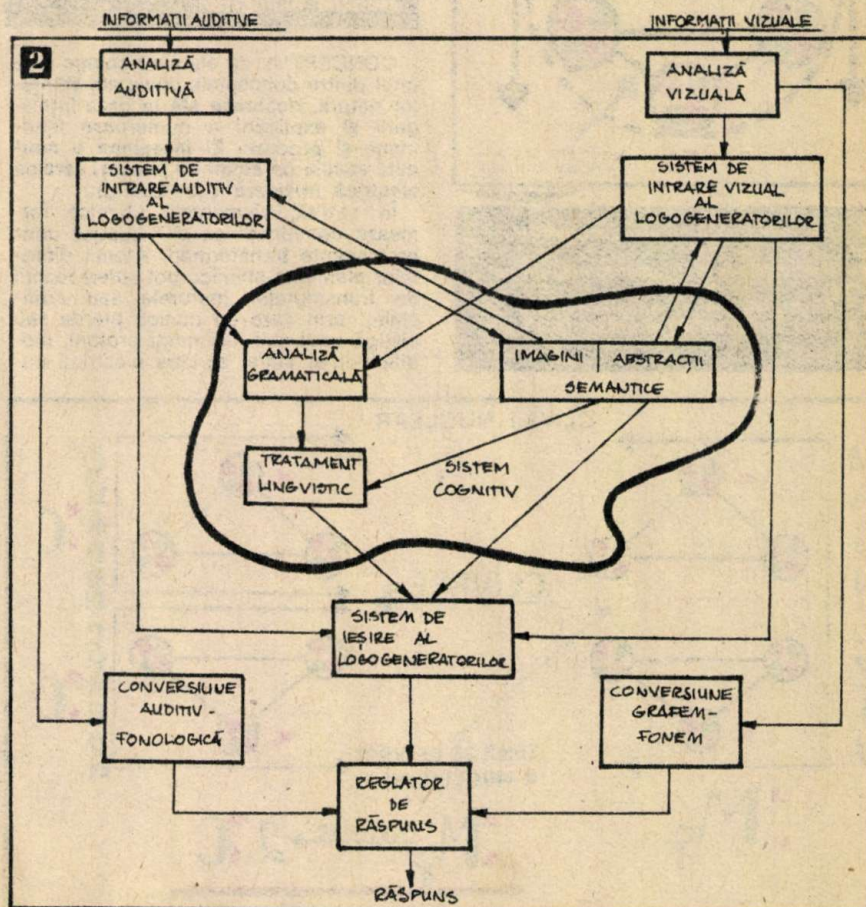 INFORMAȚII AUDITIVE
INFORMAȚII VIZUALE
2
ANALIZĂ
AUDITIVĂ
ANALIZĂ
VIZUALĂ
SISTEM DE
INTRARE AUDITIV
AL
LOGOGENERATORILOR
SISTEM DE
INTRARE VIZUAL
AL
LOGOGENERATORILOR
ANALIZĂ
GRAMATICALĂ
IMAGINI
ABSTRACȚII
SEMANTICE
TRATAMENT
LINGVISTIC
SISTEM
COGNITIV
SISTEM DE
IEȘIRE AL
LOGOGENERATORILOR
CONVERSIUNE
AUDITIV -
FONOLOGICĂ
CONVERSIUNE
GRAFEM-
FONEM
REGLATOR
DE
RĂSPUNS
RĂSPUNS